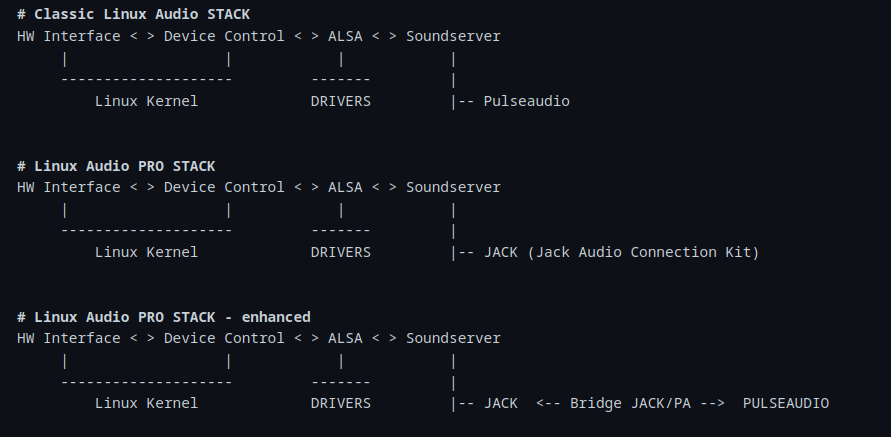 # Classic Linux Audio STACK
HW Interface < > Device Control < > ALSA < > Soundserver
     |                  |            |            |
     --------------------         -------         |
         Linux Kernel             DRIVERS         |-- Pulseaudio
# Linux Audio PRO STACK
HW Interface < > Device Control < > ALSA < > Soundserver
     |                  |            |            |
     --------------------         -------         |
         Linux Kernel             DRIVERS         |-- JACK (Jack Audio Connection Kit)
# Linux Audio PRO STACK - enhanced
HW Interface < > Device Control < > ALSA < > Soundserver
     |                  |            |            |
     --------------------         -------         |
         Linux Kernel             DRIVERS         |-- JACK  <-- Bridge JACK/PA -->  PULSEAUDIO